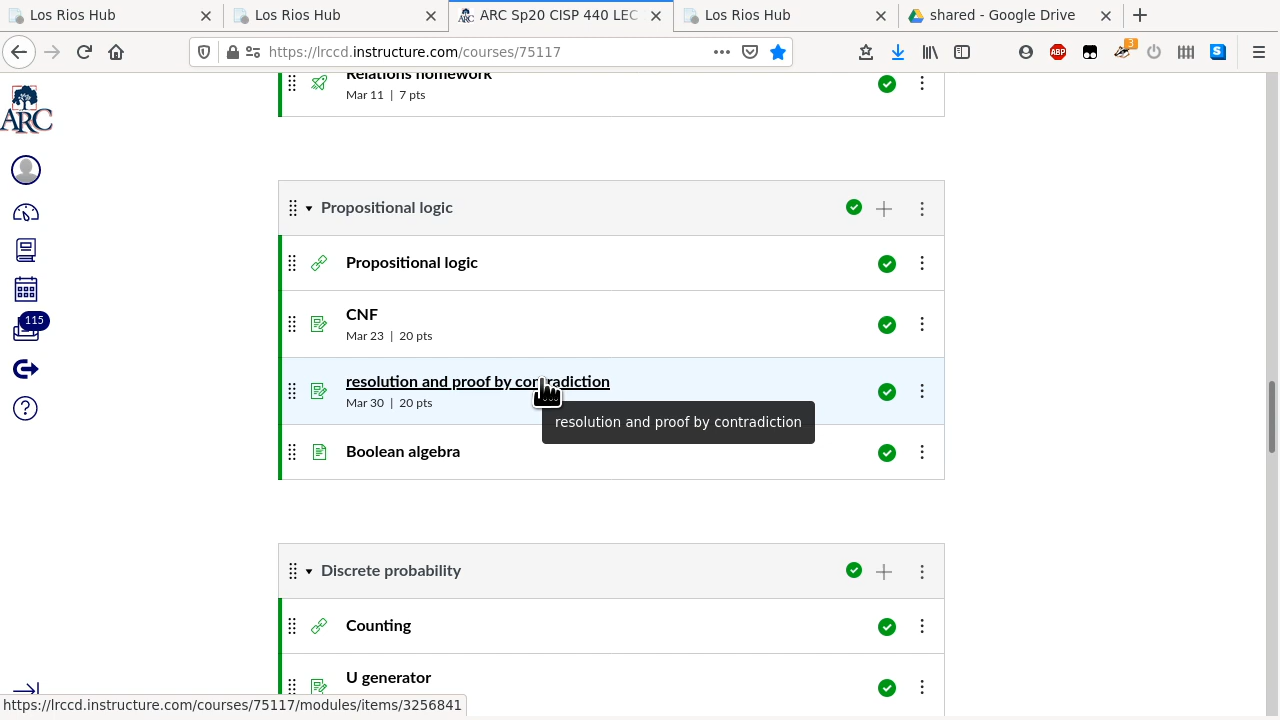 Los Rios Hub
Los Rios Hub
ARC Sp20 CISP 440 LEC
Los Rios Hub
shared - Google Drive
https://lrccd.instructure.com/courses/75117
ABP
3
S
Relations homework
Mar 11 | 7 pts
ARC
Propositional logic
Propositional logic
CNF
Mar 23 | 20 pts
115
resolution and proof by contradiction
Mar 30 | 20 pts
resolution and proof by contradiction
Boolean algebra
Discrete probability
Counting
U generator
https://lrccd.instructure.com/courses/75117/modules/items/3256841